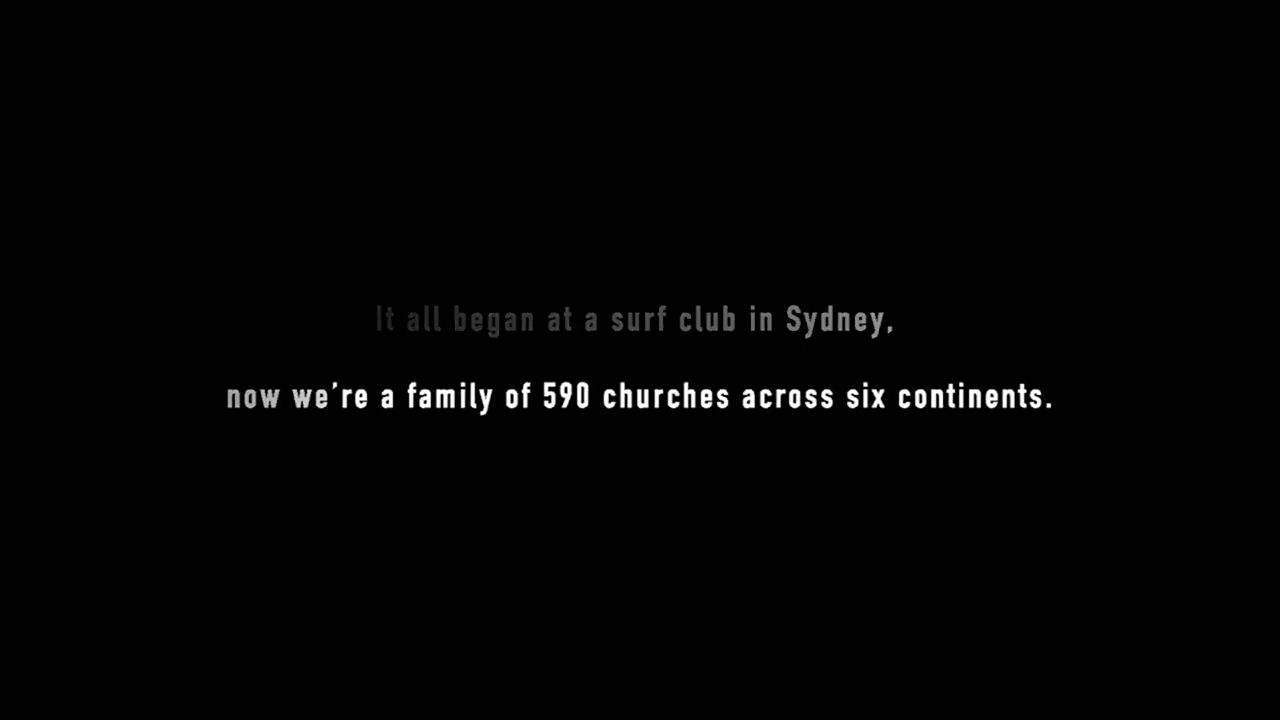 It all began at a surf club in Sydney,
now we’re a family of 590 churches across six continents.